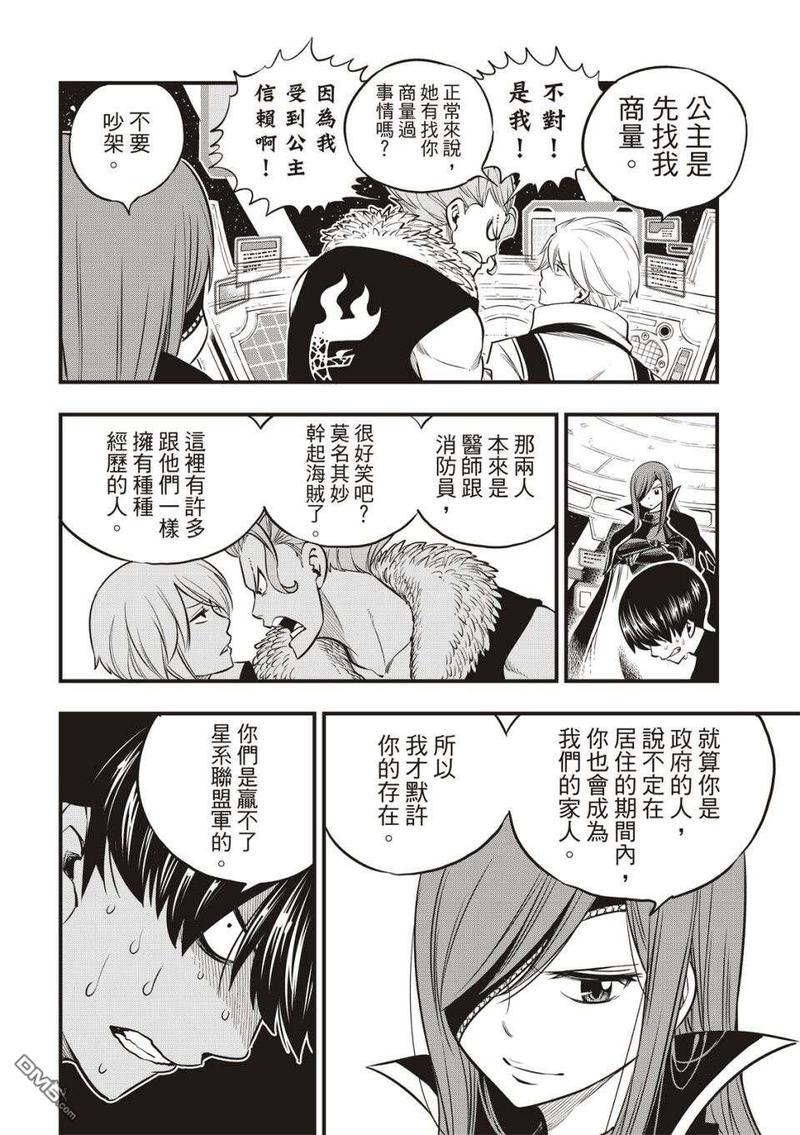 公主是
先找我
商量。
不對！
是我！
正常來說，
她有找你
商量過
事情嗎？
因為我
受到公主
信賴啊！
不要
吵架。
那兩人
本來是
醫師跟
消防員，
很好笑吧？
莫名其妙
幹起海賊了。
這裡有許多
跟他們一樣
擁有種種
經歷的人。
就算你是
政府的人，
說不定在
居住的期間內，
你也會成為
我們的家人。
所以
我才默許
你的存在。
你們是贏不了
星系聯盟軍的。
DM5